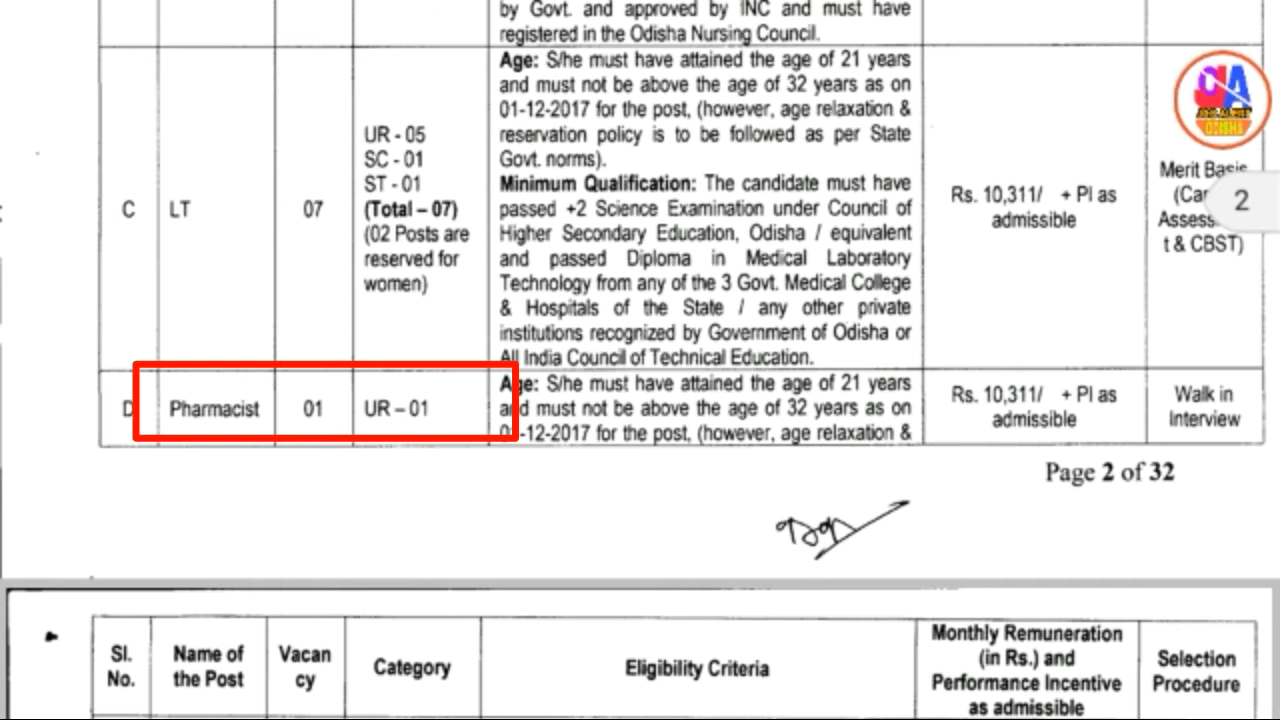 by Govt. and approved by INC and must have
registered in the Odisha Nursing Council.
C
LT
07
UR - 05
SC - 01
ST - 01
(Total – 07)
(02 Posts are
reserved for
women)
Age: S/he must have attained the age of 21 years
and must not be above the age of 32 years as on
01-12-2017 for the post, (however, age relaxation &
reservation policy is to be followed as per State
Govt. norms).
Minimum Qualification: The candidate must have
passed +2 Science Examination under Council of
Higher Secondary Education, Odisha / equivalent
and passed Diploma in Medical Laboratory
Technology from any of the 3 Govt. Medical College
& Hospitals of the State / any other private
institutions recognized by Government of Odisha or
All India Council of Technical Education.
Rs. 10,311/ + PI as
admissible
Merit Basis
t & CBST)
2
D
Pharmacist
01
UR – 01
Age: S/he must have attained the age of 21 years
and must not be above the age of 32 years as on
-12-2017 for the post, (however, age relaxation &
Rs. 10,311/ + PI as
admissible
Walk in
Interview
Page 2 of 32
Sl.
No.
Name of
the Post
Vacan
cy
Category
Eligibility Criteria
Monthly Remuneration
(in Rs.) and
Performance Incentive
as admissible
Selection
Procedure